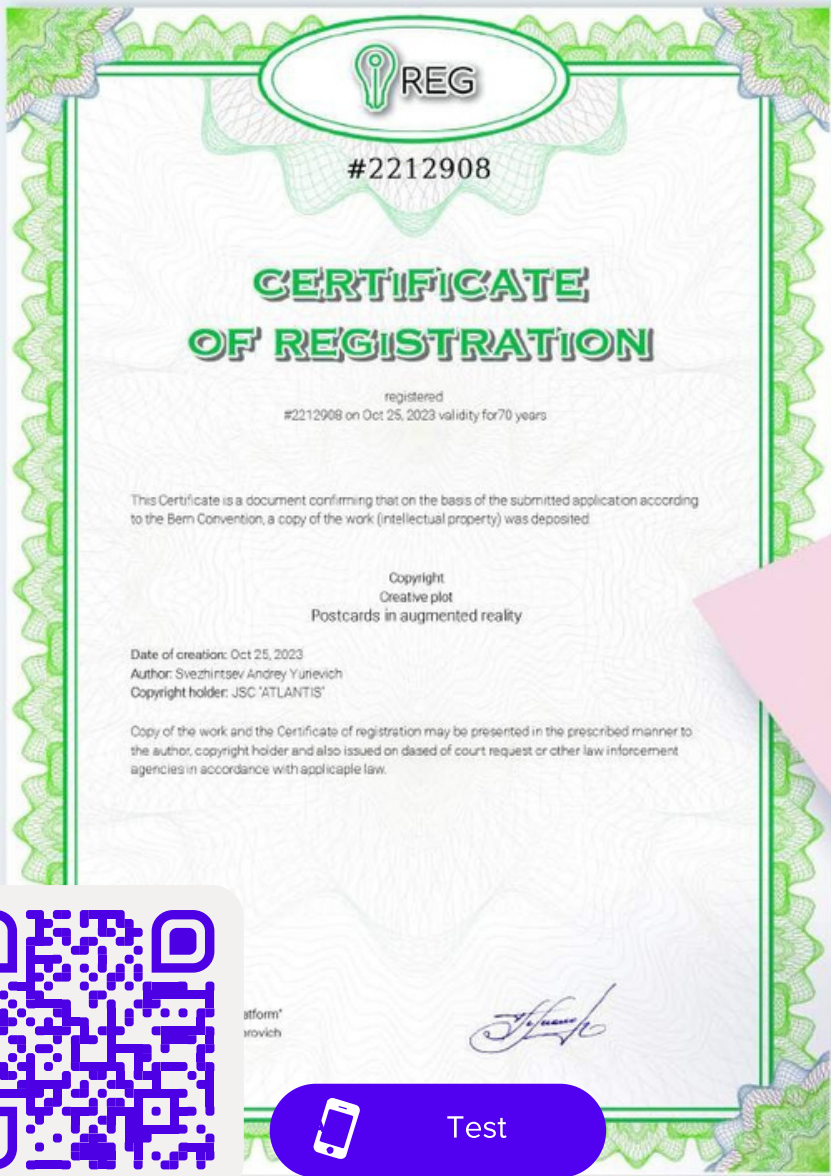 REG
#2212908
CERTIFICATE
OF REGISTRATION
registered
#2212908 on Oct 25, 2023 validity for70 years
This Certificate is a document confirming that on the basis of the submitted application according
to the Bern Convention, a copy of the work (intellectual property) was deposited.
Copyright
Creative plot
Postcards in augmented reality
Date of creation: Oct 25, 2023
Author: Svezhintsev Andrey Yurievich
Copyright holder: JSC "ATLANTIS"
Copy of the work and the Certificate of registration may be presented in the prescribed manner to
the author, copyright holder and also issued on dased of court request or other law inforcement
agencies in accordance with applicaple law.
atform"
rovich
Test